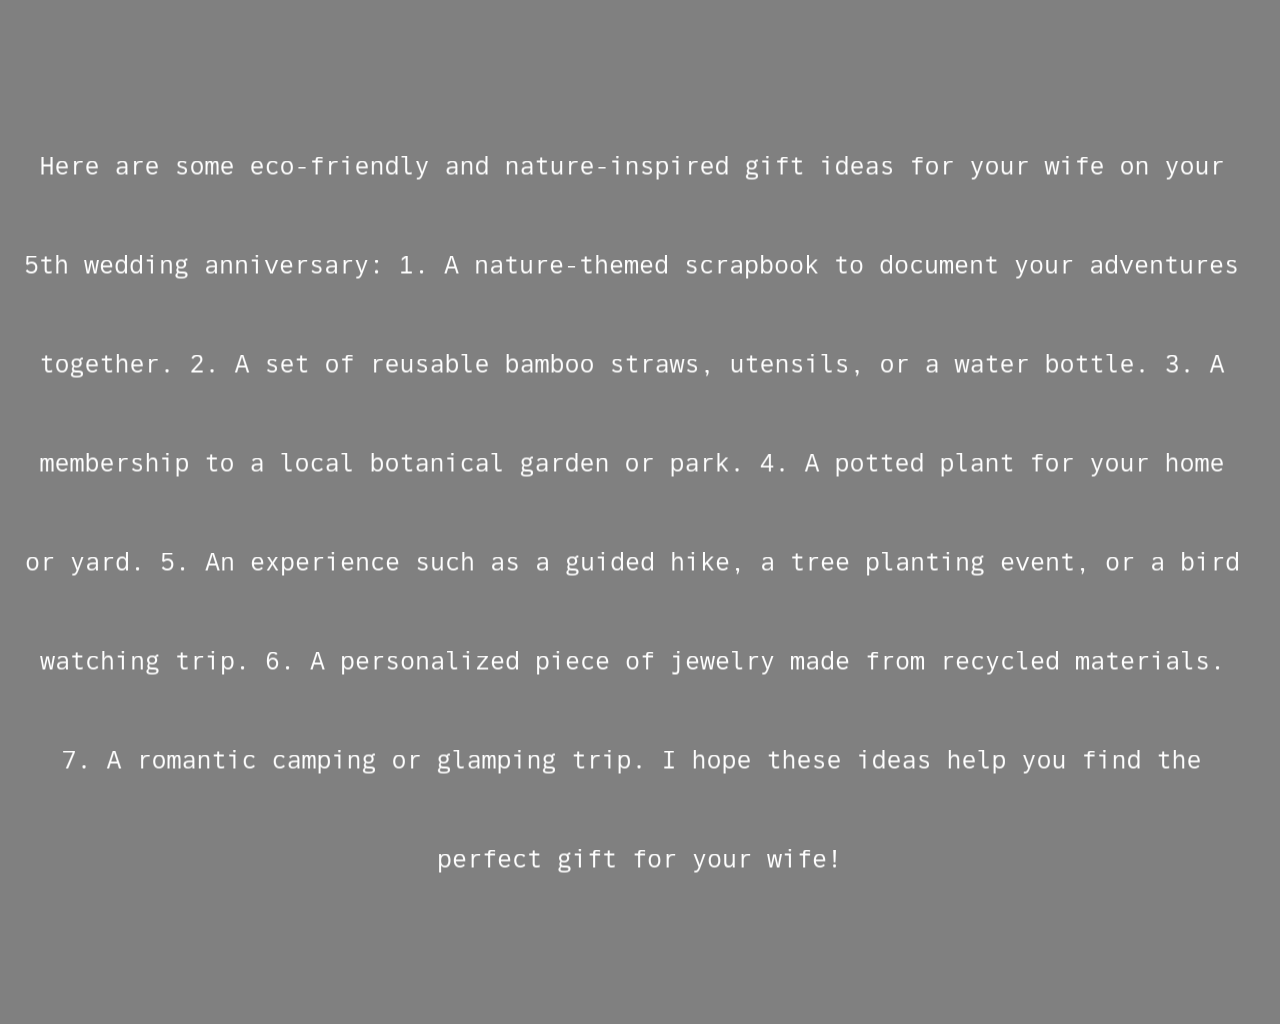 Here are some eco-friendly and nature-inspired gift ideas for your wife on your
5th wedding anniversary: 1. A nature-themed scrapbook to document your adventures
together. 2. A set of reusable bamboo straws, utensils, or a water bottle. 3. A
membership to a local botanical garden or park. 4. A potted plant for your home
or yard. 5. An experience such as a guided hike, a tree planting event, or a bird
watching trip. 6. A personalized piece of jewelry made from recycled materials.
7. A romantic camping or glamping trip. I hope these ideas help you find the
perfect gift for your wife!